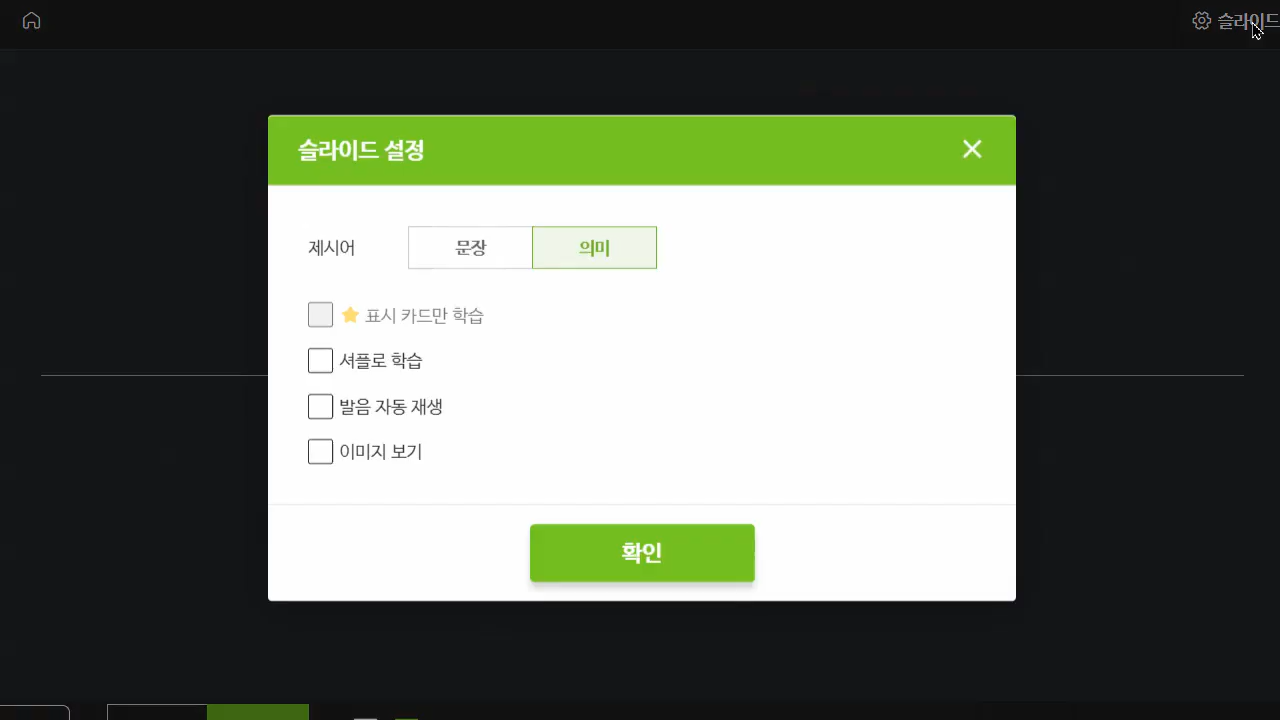 슬라이드
슬라이드 설정
제시어 문장 의미
표시 카드만 학습
셔플로 학습
발음 자동 재생
이미지 보기
확인